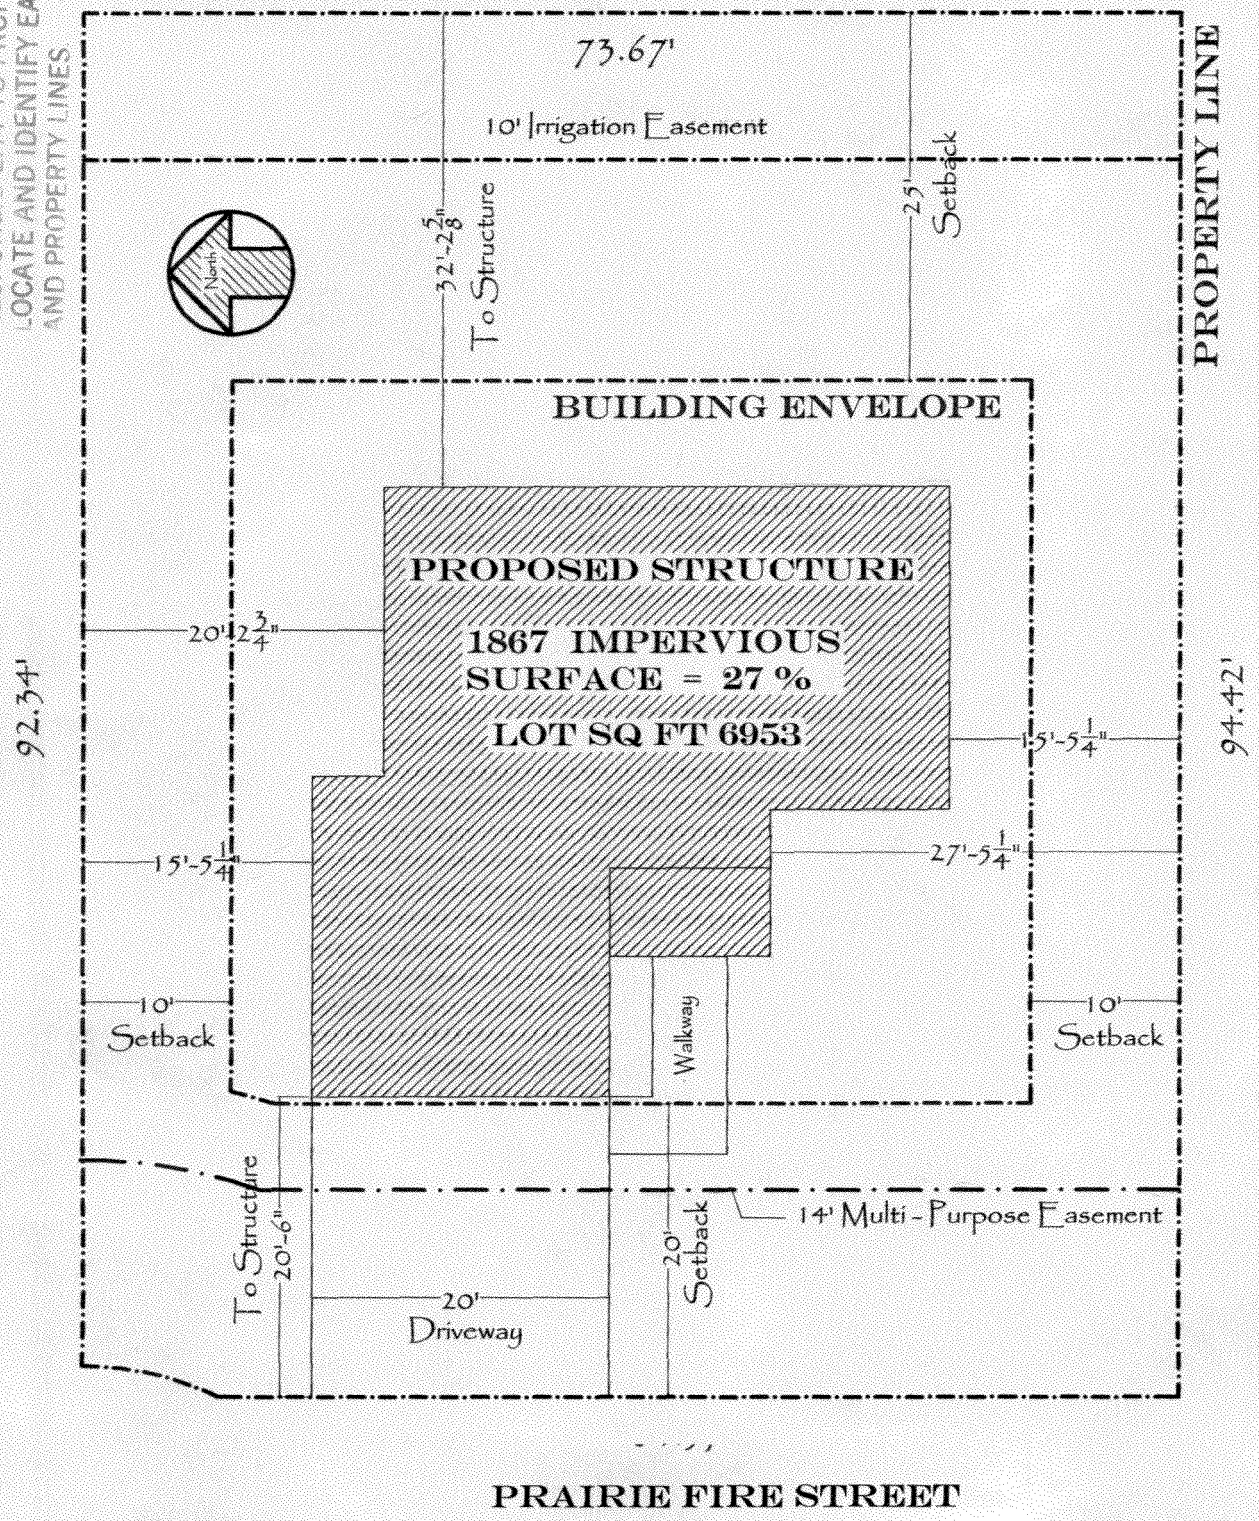 LOCATE AND IDENTIFY
AND PROPERTY LINES
73.67'
10' Irrigation Easement
PROPERTY LINE
25'
Setback
32'-2 5/8"
To Structure
North
BUILDING ENVELOPE
PROPOSED STRUCTURE
20'-2 3/4"
1867 IMPERVIOUS
SURFACE = 27 %
92.34'
94.42'
LOT SQ FT 6953
15'-5 1/4"
15'-5 1/4"
27'-5 1/4"
10'
Setback
Walkway
10'
Setback
To Structure
20'-6"
20'
Setback
14' Multi - Purpose Easement
20'
Driveway
PRAIRIE FIRE STREET